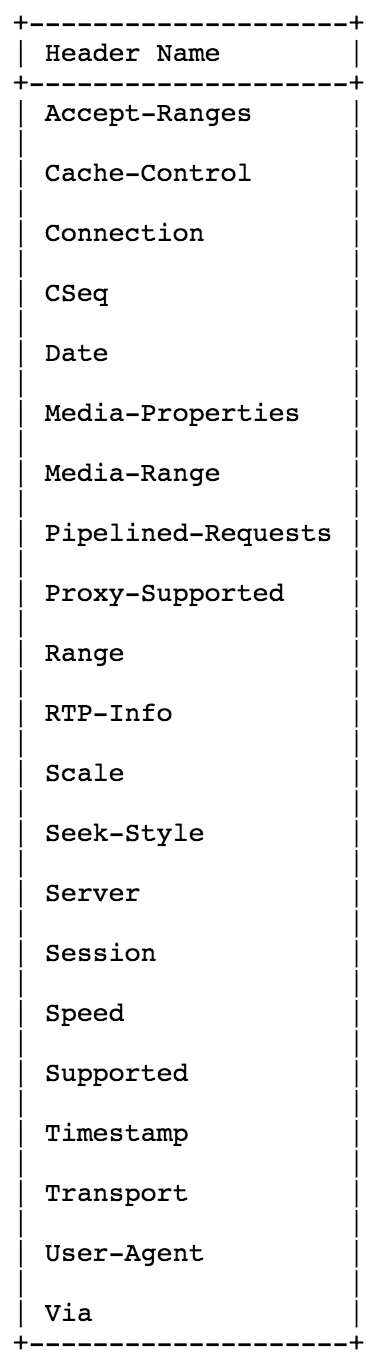 +--------------------+
| Header Name |
+--------------------+
| Accept-Ranges |
| Cache-Control |
| Connection |
| CSeq |
| Date |
| Media-Properties |
| Media-Range |
| Pipelined-Requests |
| Proxy-Supported |
| Range |
| RTP-Info |
| Scale |
| Seek-Style |
| Server |
| Session |
| Speed |
| Supported |
| Timestamp |
| Transport |
| User-Agent |
| Via |
+--------------------+